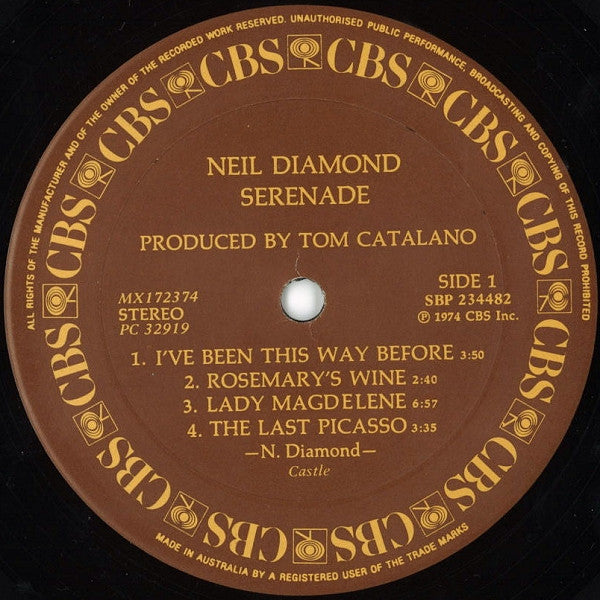 ALL RIGHTS OF THE MANUFACTURER AND OF THE OWNER OF THE RECORDED WORK RESERVED. UNAUTHORISED PUBLIC PERFORMANCE, BROADCASTING AND COPYING OF THIS RECORD PROHIBITED
CBS CBS CBS CBS CBS CBS CBS CBS CBS CBS CBS CBS
NEIL DIAMOND
SERENADE
PRODUCED BY TOM CATALANO
MX172374
STEREO
PC 32919
SIDE 1
SBP 234482
℗ 1974 CBS Inc.
1. I'VE BEEN THIS WAY BEFORE 3:50
2. ROSEMARY'S WINE 2:40
3. LADY MAGDELENE 6:57
4. THE LAST PICASSO 3:35
—N. Diamond—
Castle
MADE IN AUSTRALIA BY A REGISTERED USER OF THE TRADE MARKS